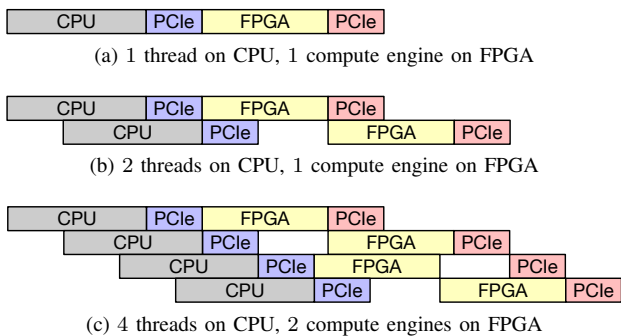 CPU PCIe FPGA PCIe
(a) 1 thread on CPU, 1 compute engine on FPGA
CPU PCIe FPGA PCIe
CPU PCIe FPGA PCIe
(b) 2 threads on CPU, 1 compute engine on FPGA
CPU PCIe FPGA PCIe
CPU PCIe FPGA PCIe
CPU PCIe FPGA PCIe
CPU PCIe FPGA PCIe
(c) 4 threads on CPU, 2 compute engines on FPGA